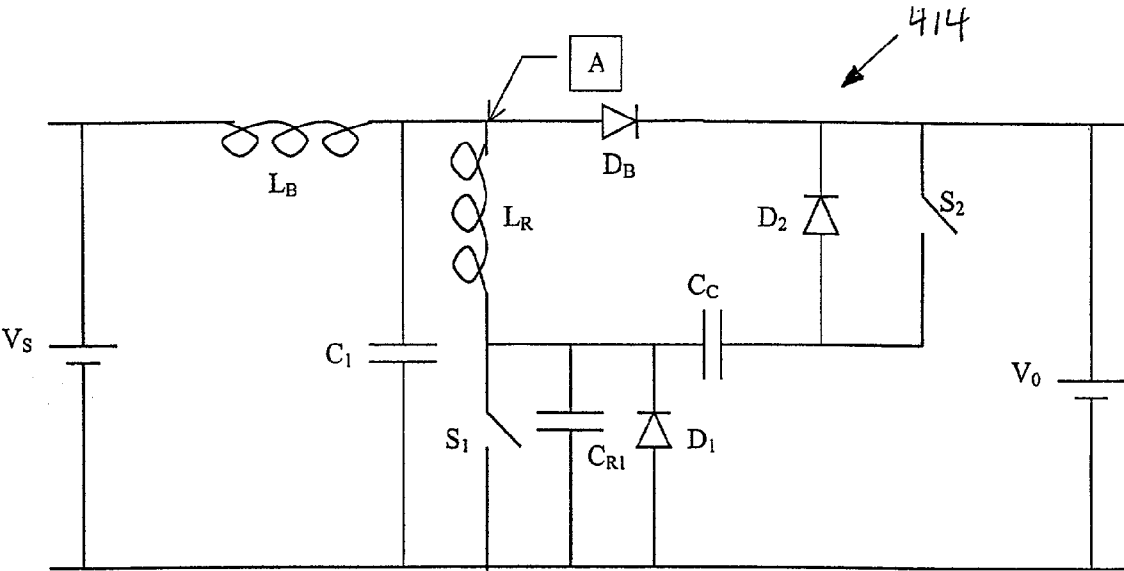 414
A
L_B
D_B
L_R
D_2
S_2
C_C
V_S
C_1
V_0
S_1
C_R1
D_1